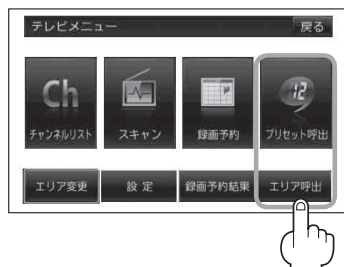 テレビメニュー
戻る
Ch
12
チャンネルリスト
スキャン
録画予約
プリセット呼出
エリア変更
設定
録画予約結果
エリア呼出